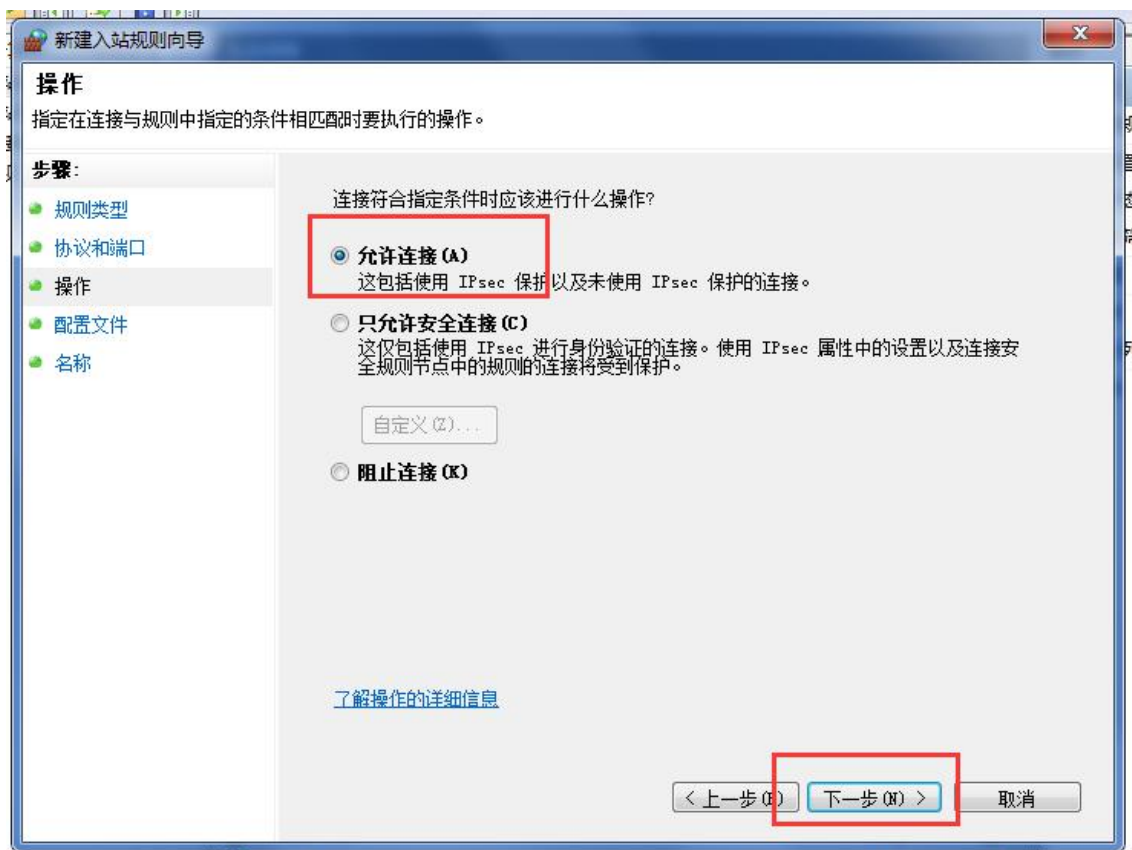 新建入站规则向导
操作
指定在连接与规则中指定的条件相匹配时要执行的操作。
步骤:
规则类型
协议和端口
操作
配置文件
名称
连接符合指定条件时应该进行什么操作?
允许连接(A)
这包括使用 IPsec 保护以及未使用 IPsec 保护的连接。
只允许安全连接(C)
这仅包括使用 IPsec 进行身份验证的连接。使用 IPsec 属性中的设置以及连接安
全规则节点中的规则的连接将受到保护。
自定义(Z)...
阻止连接(K)
了解操作的详细信息
< 上一步(B)
下一步(N) >
取消